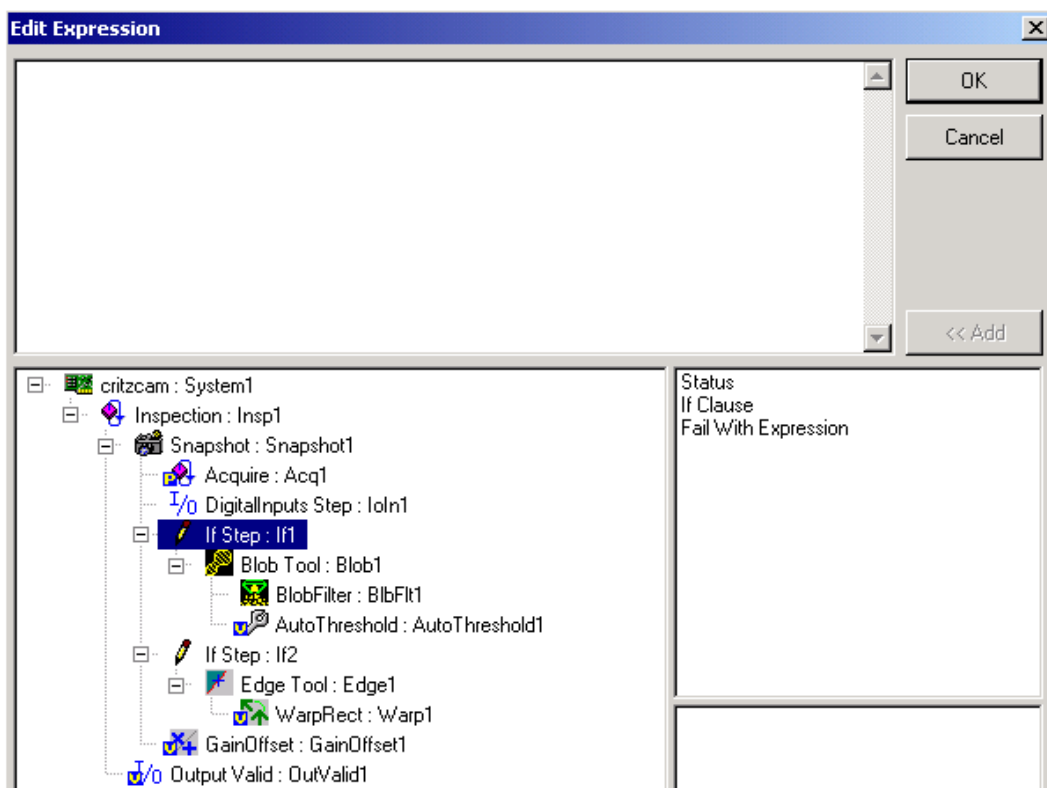 Edit Expression
OK
Cancel
<< Add
critzcam : System1
Inspection : Insp1
Snapshot : Snapshot1
Acquire : Acq1
DigitalInputs Step : IoIn1
If Step : If1
Blob Tool : Blob1
BlobFilter : BlbFlt1
AutoThreshold : AutoThreshold1
If Step : If2
Edge Tool : Edge1
WarpRect : Warp1
GainOffset : GainOffset1
Output Valid : OutValid1
Status
If Clause
Fail With Expression